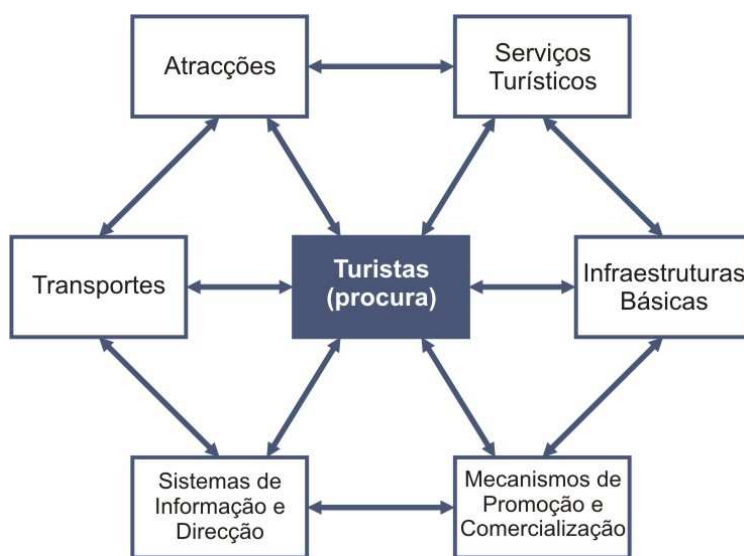 Atracções
Serviços
Turísticos
Transportes
Turistas
(procura)
Infraestruturas
Básicas
Sistemas de
Informação e
Direcção
Mecanismos de
Promoção e
Comercialização